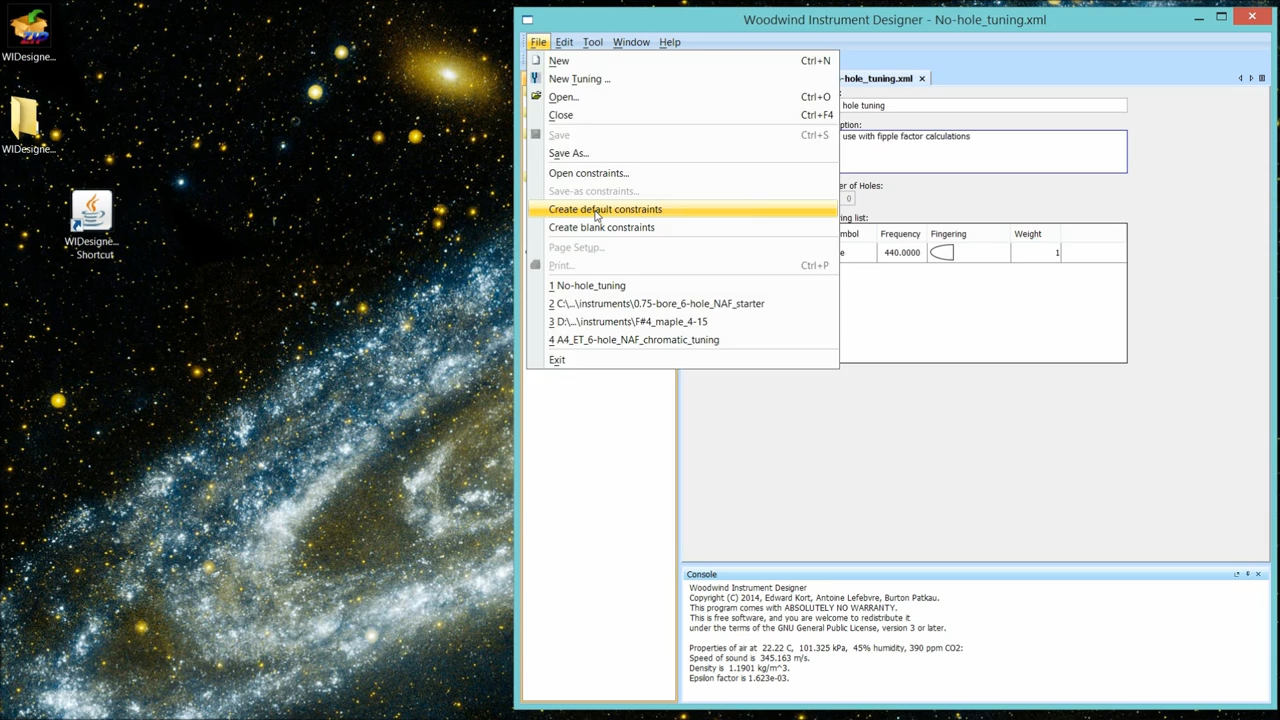 WIDesigne...
WIDesigne...
WIDesigne...
- Shortcut
Woodwind Instrument Designer - No-hole_tuning.xml
File Edit Tool Window Help
New Ctrl+N
New Tuning ...
Open... Ctrl+O
Close Ctrl+F4
Save Ctrl+S
Save As...
Open constraints...
Save-as constraints...
Create default constraints
Create blank constraints
Page Setup...
Print... Ctrl+P
1 No-hole_tuning
2 C:\...\instruments\0.75-bore_6-hole_NAF_starter
3 D:\...\instruments\F#4_maple_4-15
4 A4_ET_6-hole_NAF_chromatic_tuning
Exit
-hole_tuning.xml
:
hole tuning
ption:
use with fipple factor calculations
er of Holes:
0
ring list:
mbol Frequency Fingering Weight
e 440.0000 1
Console
Woodwind Instrument Designer
Copyright (C) 2014, Edward Kort, Antoine Lefebvre, Burton Patkau.
This program comes with ABSOLUTELY NO WARRANTY.
This is free software, and you are welcome to redistribute it
under the terms of the GNU General Public License, version 3 or later.
Properties of air at 22.22 C, 101.325 kPa, 45% humidity, 390 ppm CO2:
Speed of sound is 345.163 m/s.
Density is 1.1901 kg/m^3.
Epsilon factor is 1.623e-03.